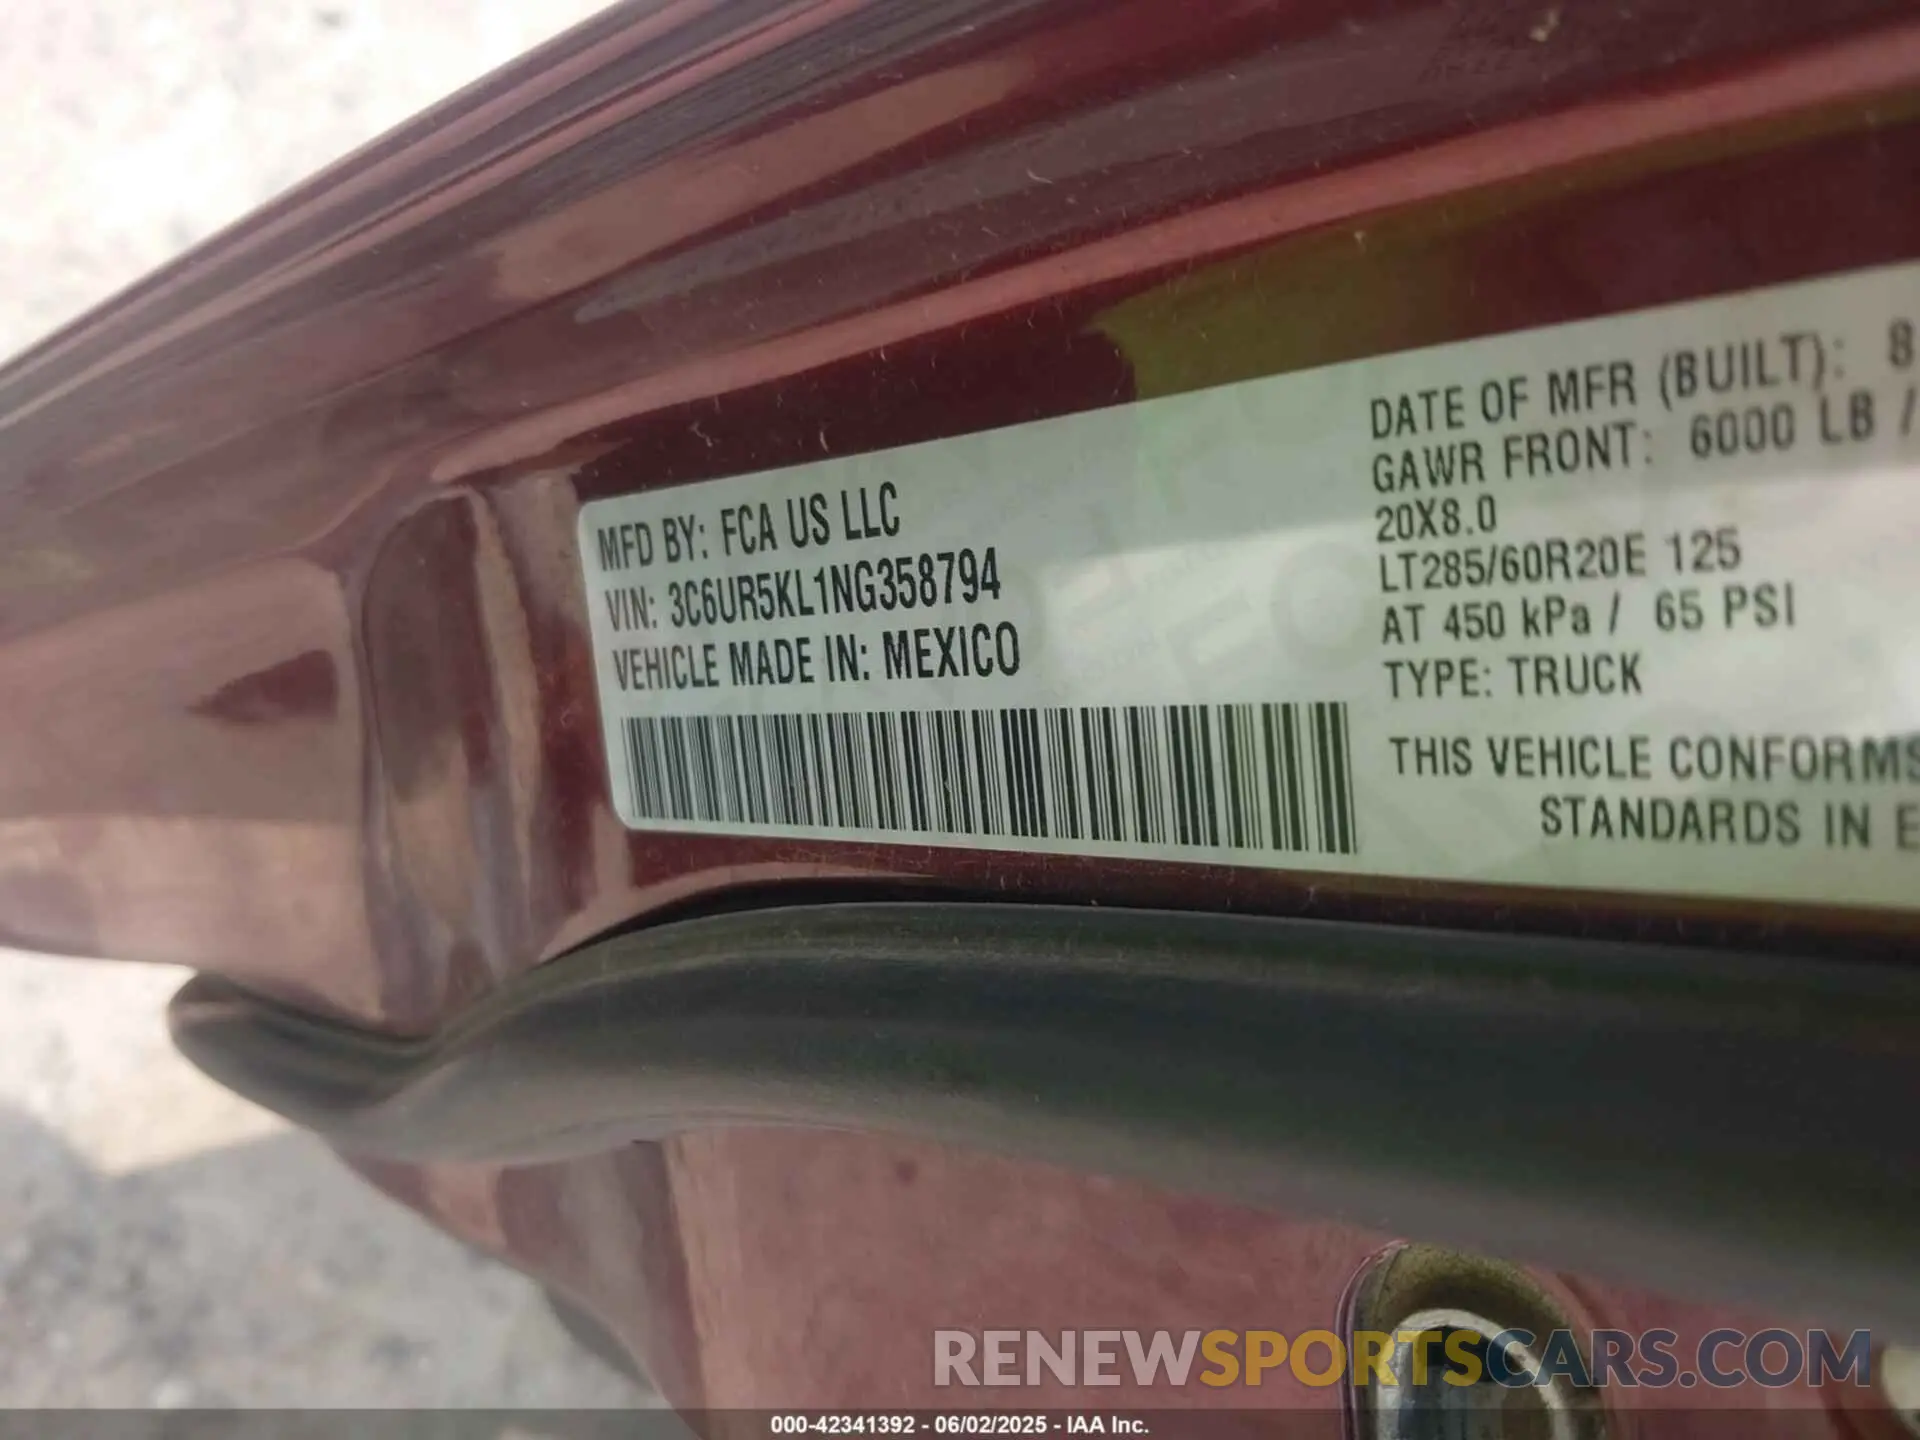 MFD BY: FCA US LLC
VIN: 3C6UR5KL1NG358794
VEHICLE MADE IN: MEXICO
DATE OF MFR (BUILT): 8
GAWR FRONT: 6000 LB /
20X8.0
LT285/60R20E 125
AT 450 kPa / 65 PSI
TYPE: TRUCK
THIS VEHICLE CONFORMS
STANDARDS IN E
RENEWSPORTSCARS.COM
000-42341392 - 06/02/2025 - IAA Inc.